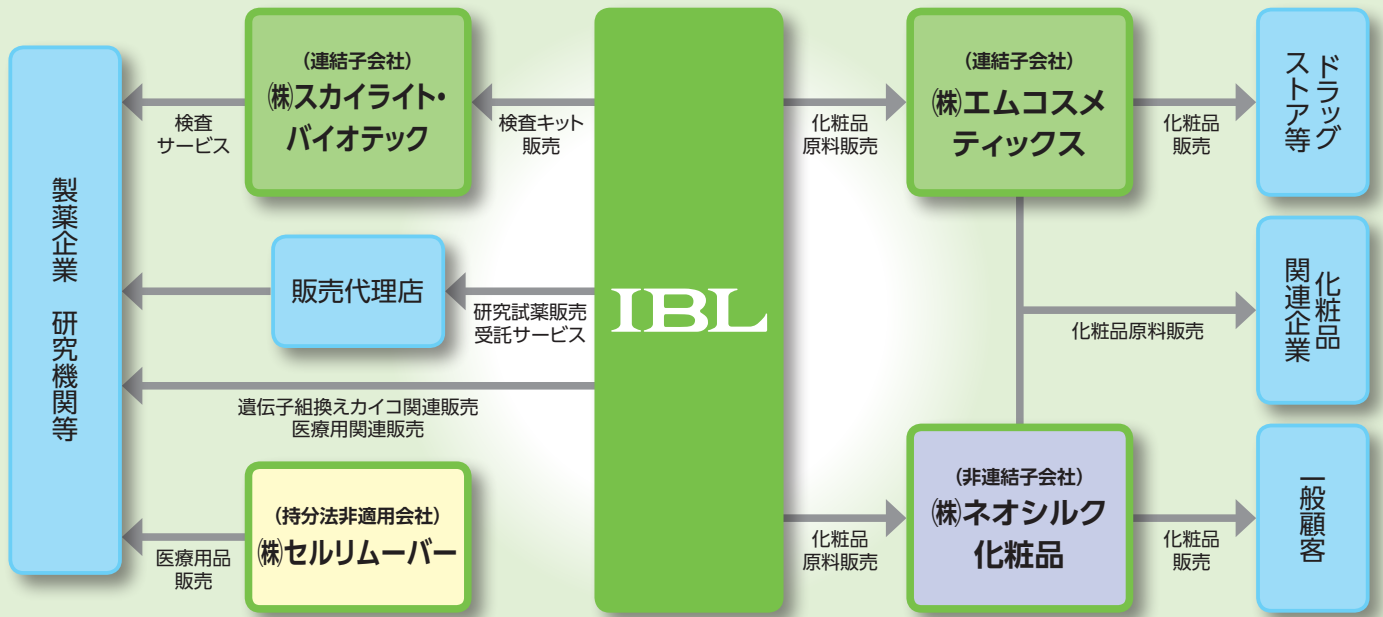 製薬企業 研究機関等
検査
サービス
(連結子会社)
㈱スカイライト・
バイオテック
検査キット
販売
販売代理店
研究試薬販売
受託サービス
遺伝子組換えカイコ関連販売
医療用関連販売
医療用品
販売
(持分法非適用会社)
㈱セルリムーバー
IBL
化粧品
原料販売
(連結子会社)
㈱エムコスメ
ティックス
化粧品
販売
ドラッグ
ストア等
化粧品原料販売
化粧品
関連企業
化粧品
原料販売
(非連結子会社)
㈱ネオシルク
化粧品
化粧品
販売
一般顧客